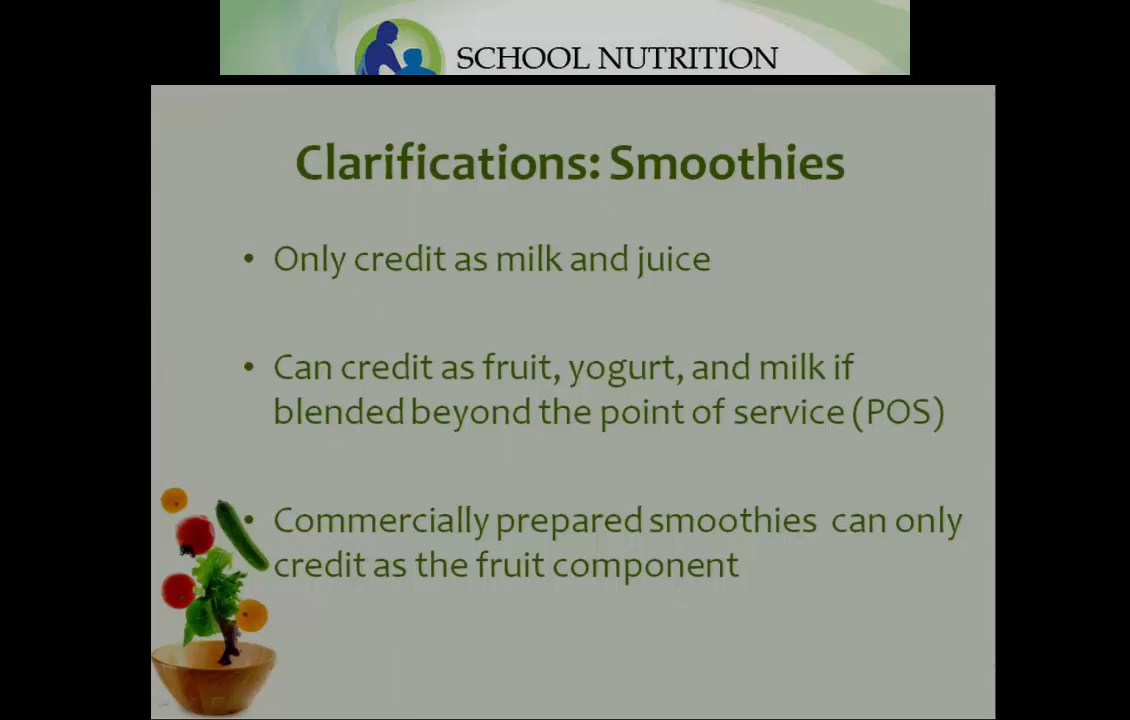 SCHOOL NUTRITION
Clarifications: Smoothies
• Only credit as milk and juice
• Can credit as fruit, yogurt, and milk if
blended beyond the point of service (POS)
• Commercially prepared smoothies can only
credit as the fruit component